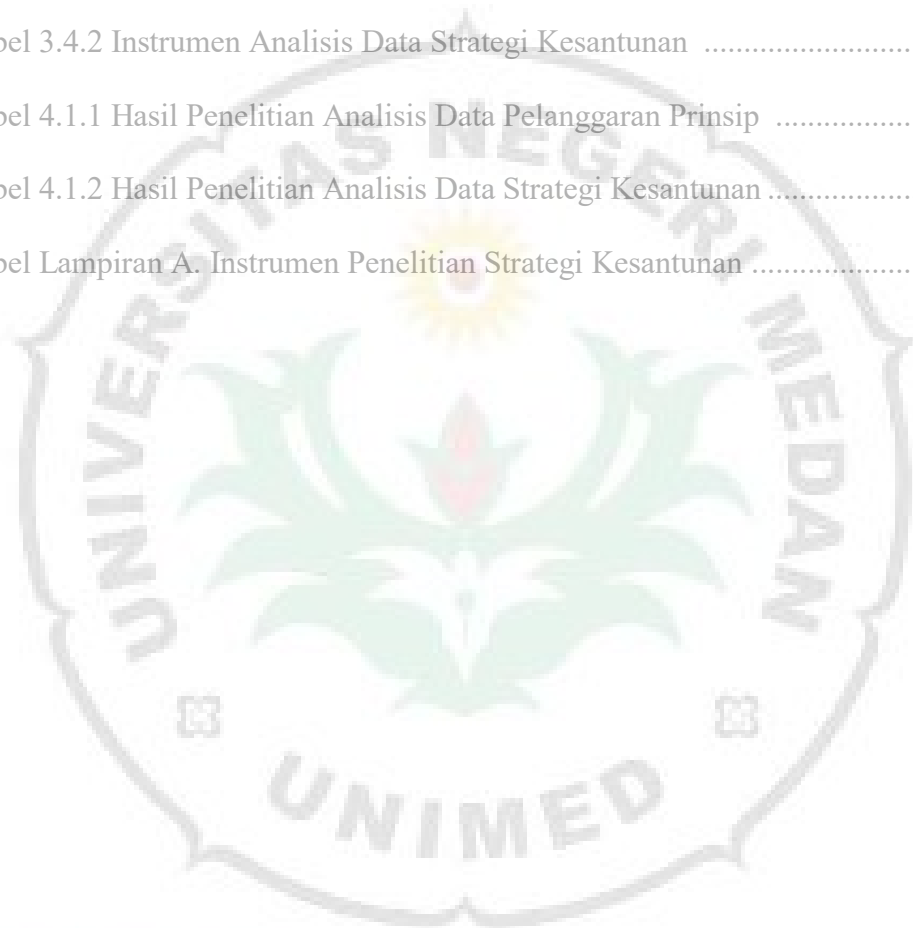 bel 3.4.2 Instrumen Analisis Data Strategi Kesantunan ..........................
bel 4.1.1 Hasil Penelitian Analisis Data Pelanggaran Prinsip .................
bel 4.1.2 Hasil Penelitian Analisis Data Strategi Kesantunan ..................
bel Lampiran A. Instrumen Penelitian Strategi Kesantunan ....................
UNIVERSITAS NEGERI MEDAN
UNIMED